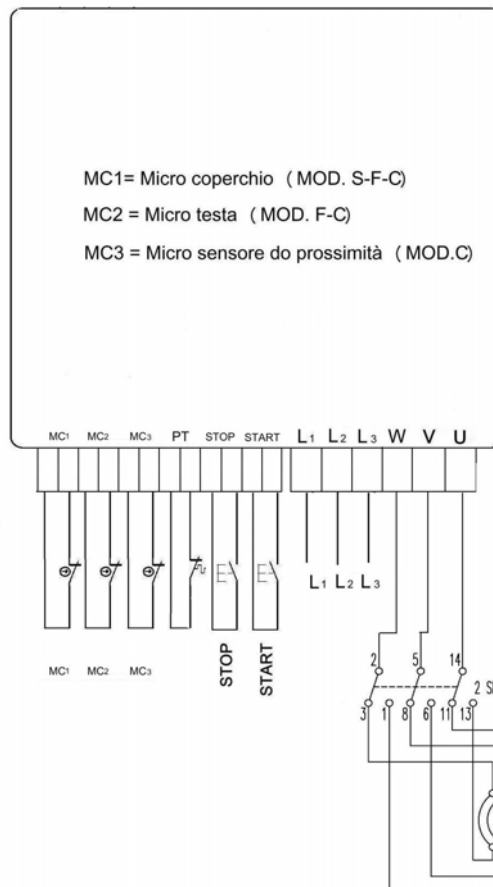 MC1= Micro coperchio ( MOD. S-F-C)
MC2 = Micro testa ( MOD. F-C)
MC3 = Micro sensore do prossimità ( MOD.C)
MC1 MC2 MC3 PT STOP START L1 L2 L3 W V U
L1 L2 L3
MC1 MC2 MC3 STOP START
2 5 14
3 1 8 6 11 13 2